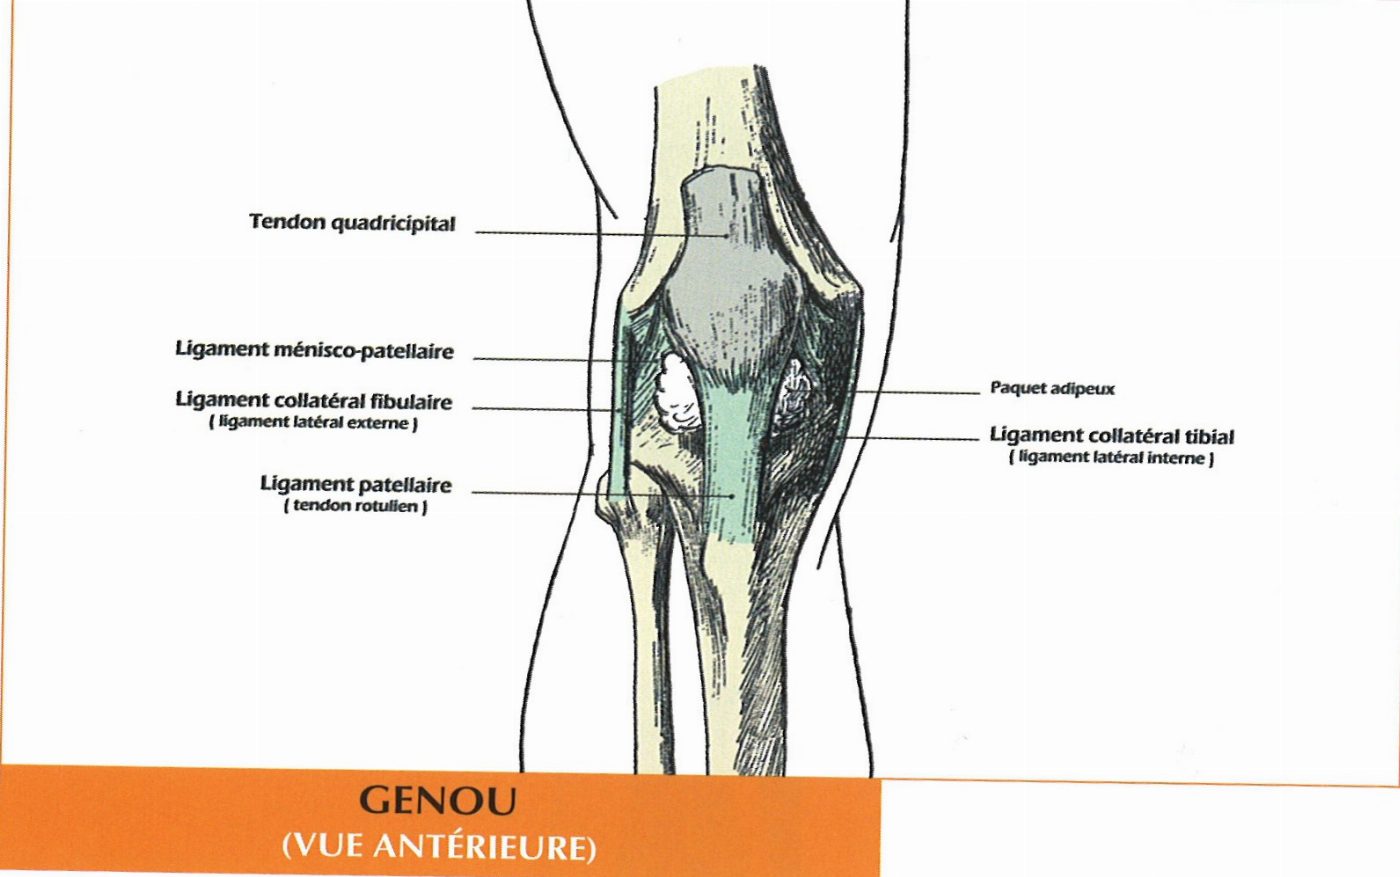 Tendon quadricipital
Ligament ménisco-patellaire
Ligament collatéral fibulaire
( ligament latéral externe )
Ligament patellaire
( tendon rotulien )
Paquet adipeux
Ligament collatéral tibial
( ligament latéral interne )
GENOU
(VUE ANTÉRIEURE)